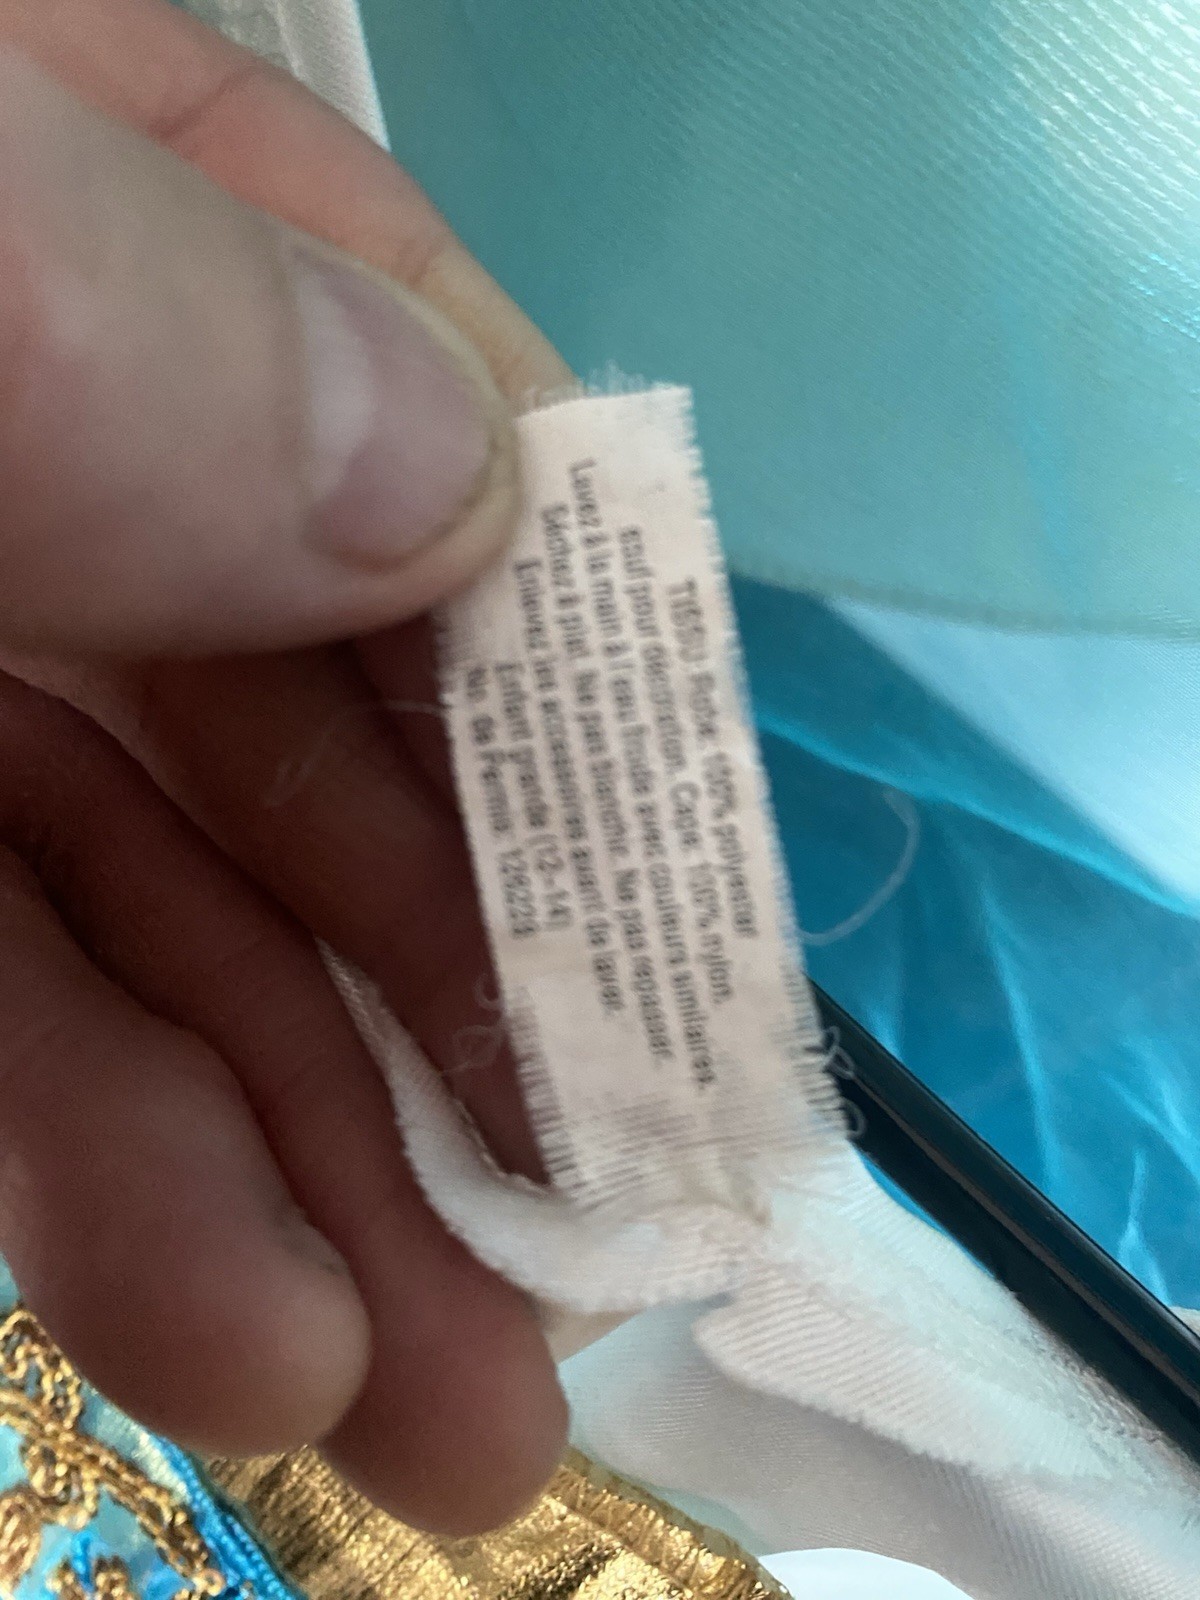 TISSU Robe: 100% polyester
sauf pour décoration. Cape: 100% nylon.
Lavez à la main à l'eau froide avec couleurs similaires.
Séchez à plat. Ne pas blanchir. Ne pas repasser.
Enlevez les accessoires avant de laver.
Enfant grande (12-14)
No. de Permis